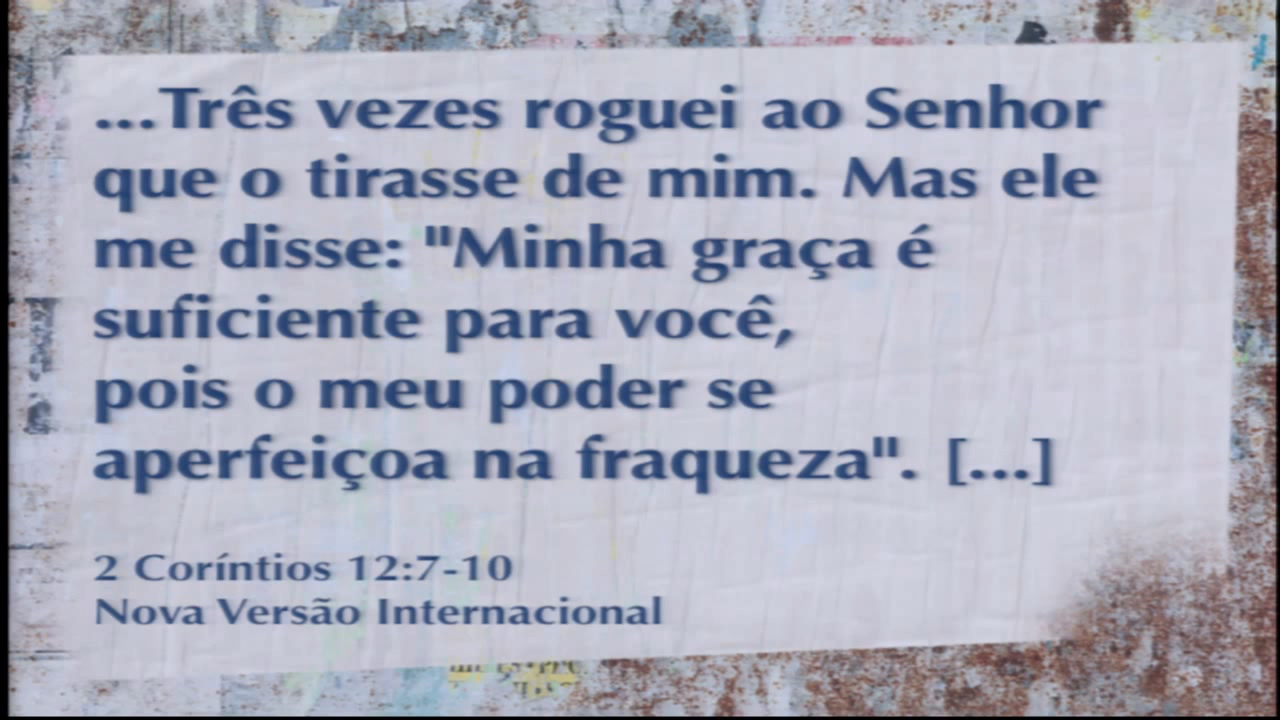 ...Três vezes roguei ao Senhor
que o tirasse de mim. Mas ele
me disse: "Minha graça é
suficiente para você,
pois o meu poder se
aperfeiçoa na fraqueza". [...]
2 Coríntios 12:7-10
Nova Versão Internacional